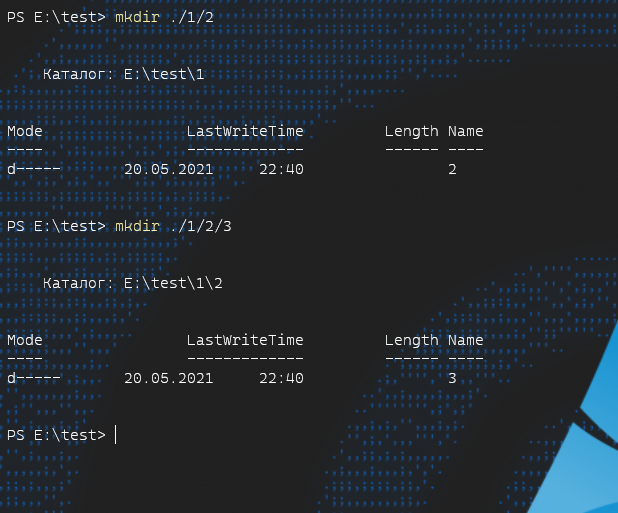 PS E:\test> mkdir ./1/2
Каталог: E:\test\1
Mode                LastWriteTime         Length Name
----                -------------         ------ ----
d-----       20.05.2021     22:40                2
PS E:\test> mkdir ./1/2/3
Каталог: E:\test\1\2
Mode                LastWriteTime         Length Name
----                -------------         ------ ----
d-----       20.05.2021     22:40                3
PS E:\test>